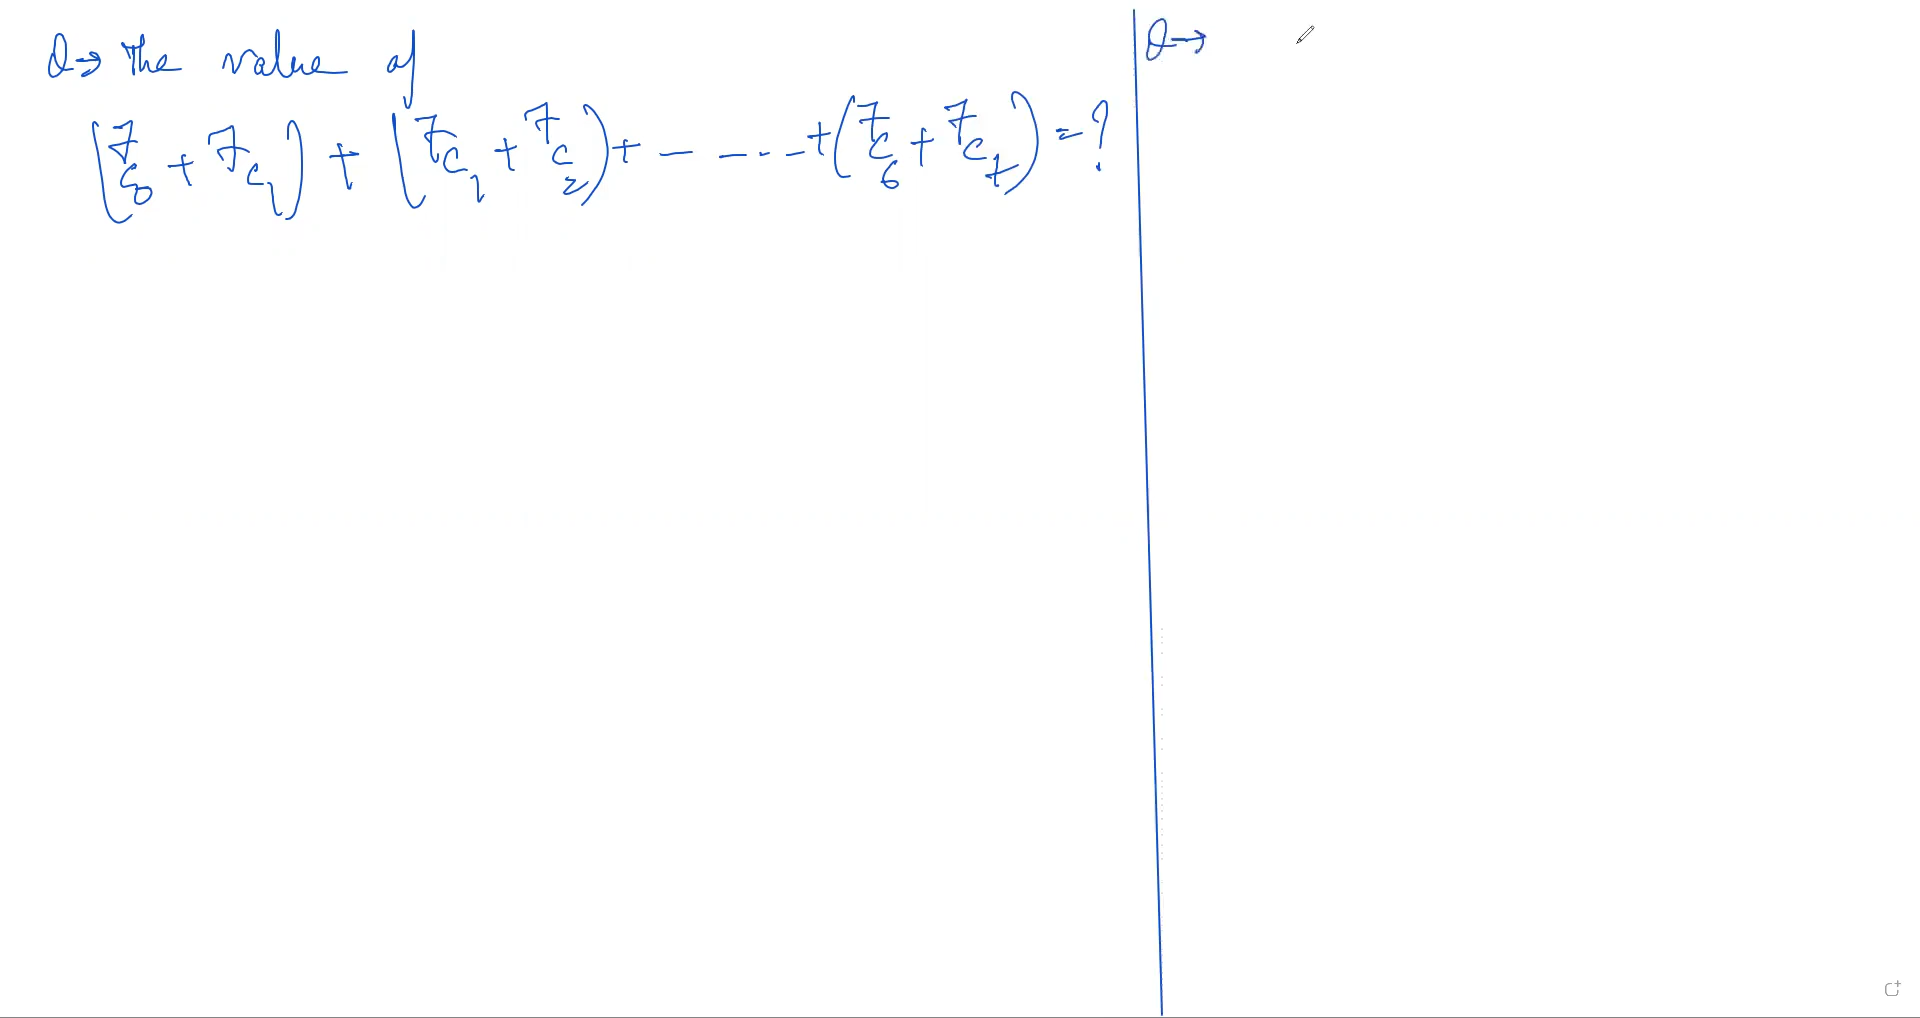 Q→ The value of
(⁷C₀ + ⁷C₁) + (⁷C₁ + ⁷C₂) + - - - - - + (⁷C₆ + ⁷C₇) = ?
Q→